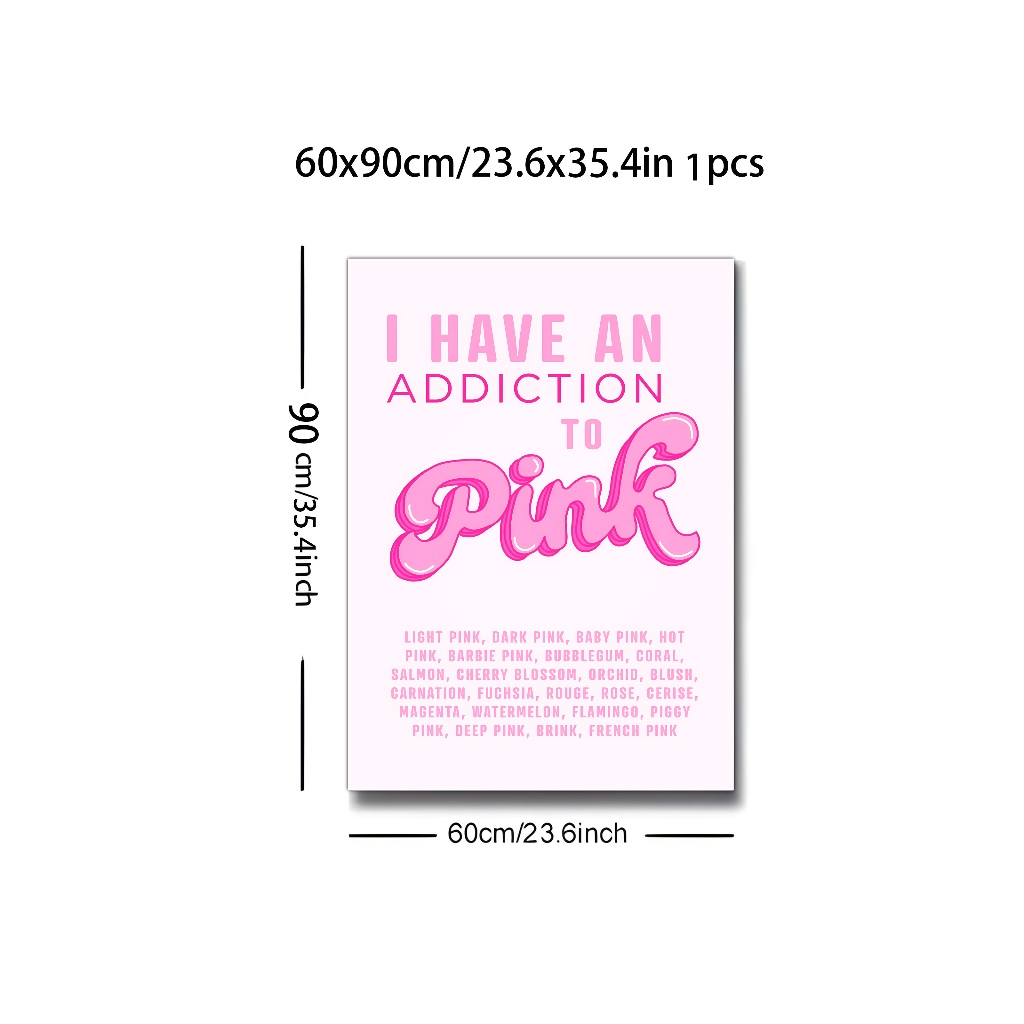 60x90cm/23.6x35.4in 1pcs
90 cm/35.4inch
I HAVE AN
ADDICTION
TO
Pink
LIGHT PINK, DARK PINK, BABY PINK, HOT
PINK, BARBIE PINK, BUBBLEGUM, CORAL,
SALMON, CHERRY BLOSSOM, ORCHID, BLUSH,
CARNATION, FUCHSIA, ROUGE, ROSE, CERISE,
MAGENTA, WATERMELON, FLAMINGO, PIGGY
PINK, DEEP PINK, BRINK, FRENCH PINK
60cm/23.6inch